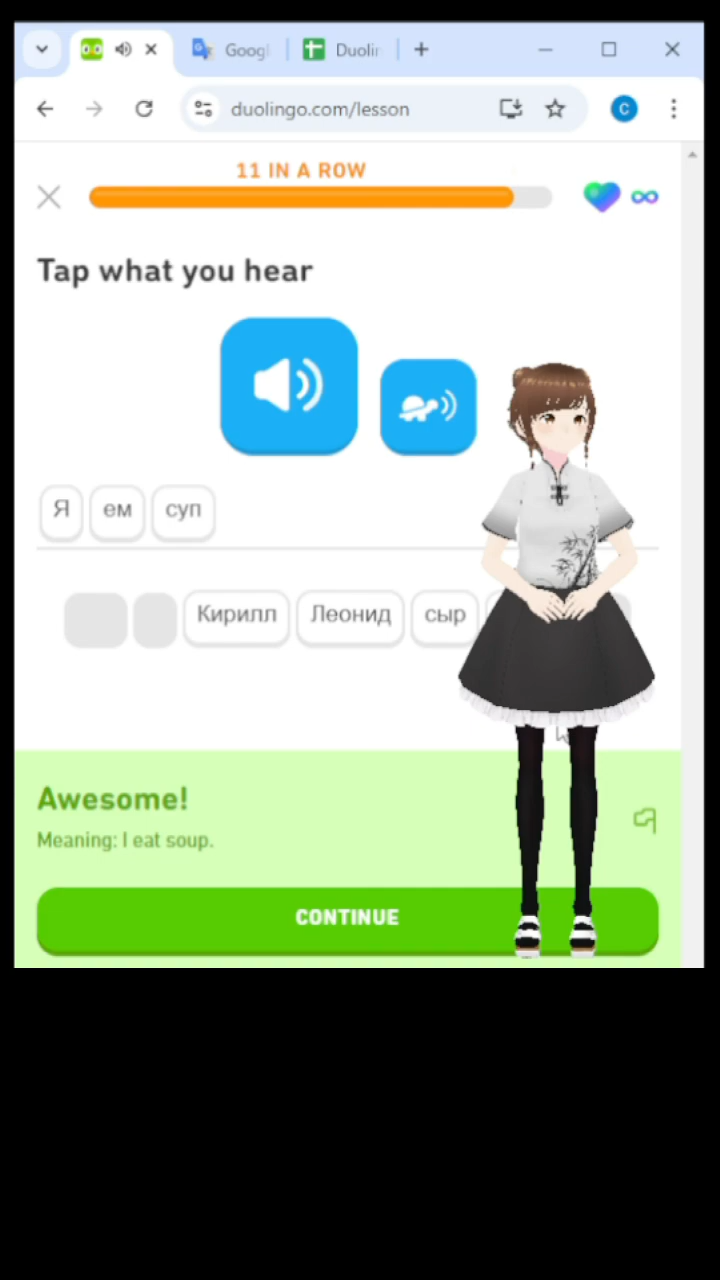 Googl
Duolin
duolingo.com/lesson
C
11 IN A ROW
Tap what you hear
Я ем суп
Кирилл Леонид сыр
Awesome!
Meaning: I eat soup.
CONTINUE